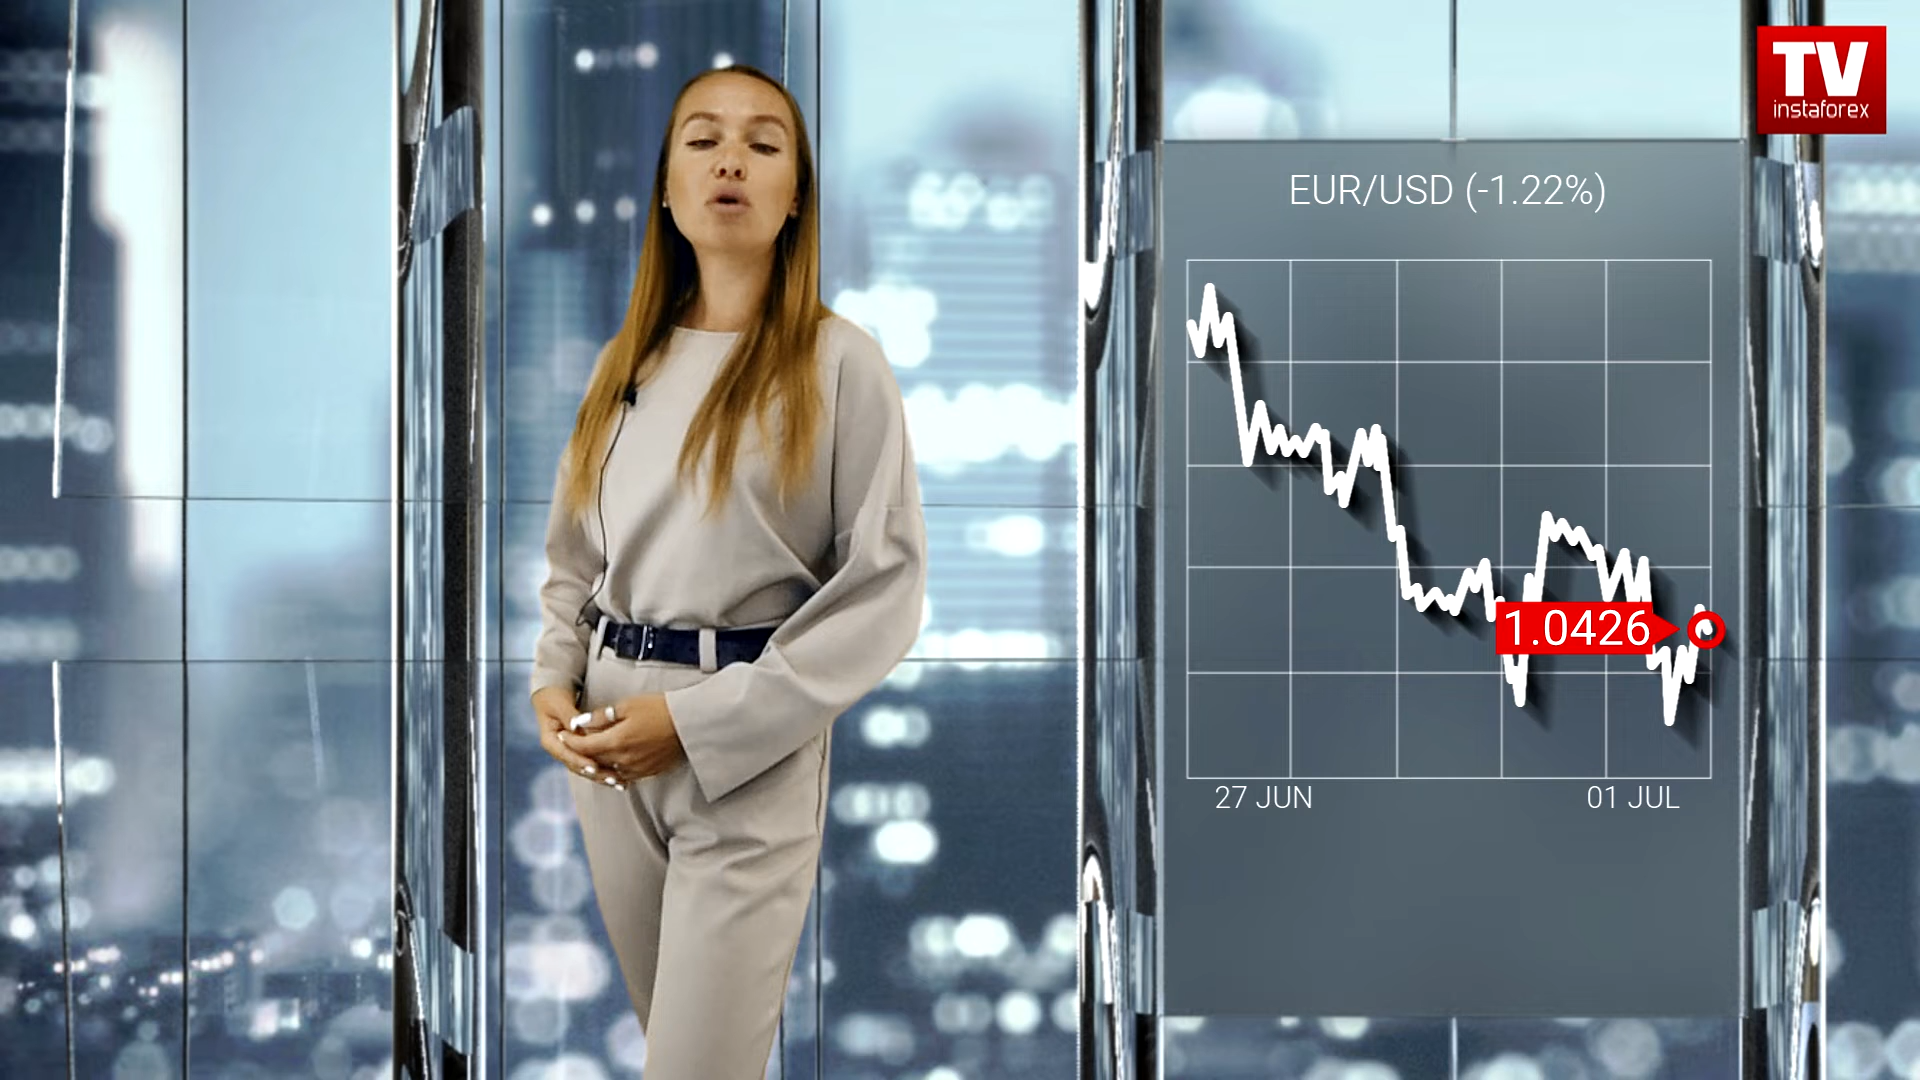 TV
instaforex
EUR/USD (-1.22%)
1.0426
27 JUN
01 JUL